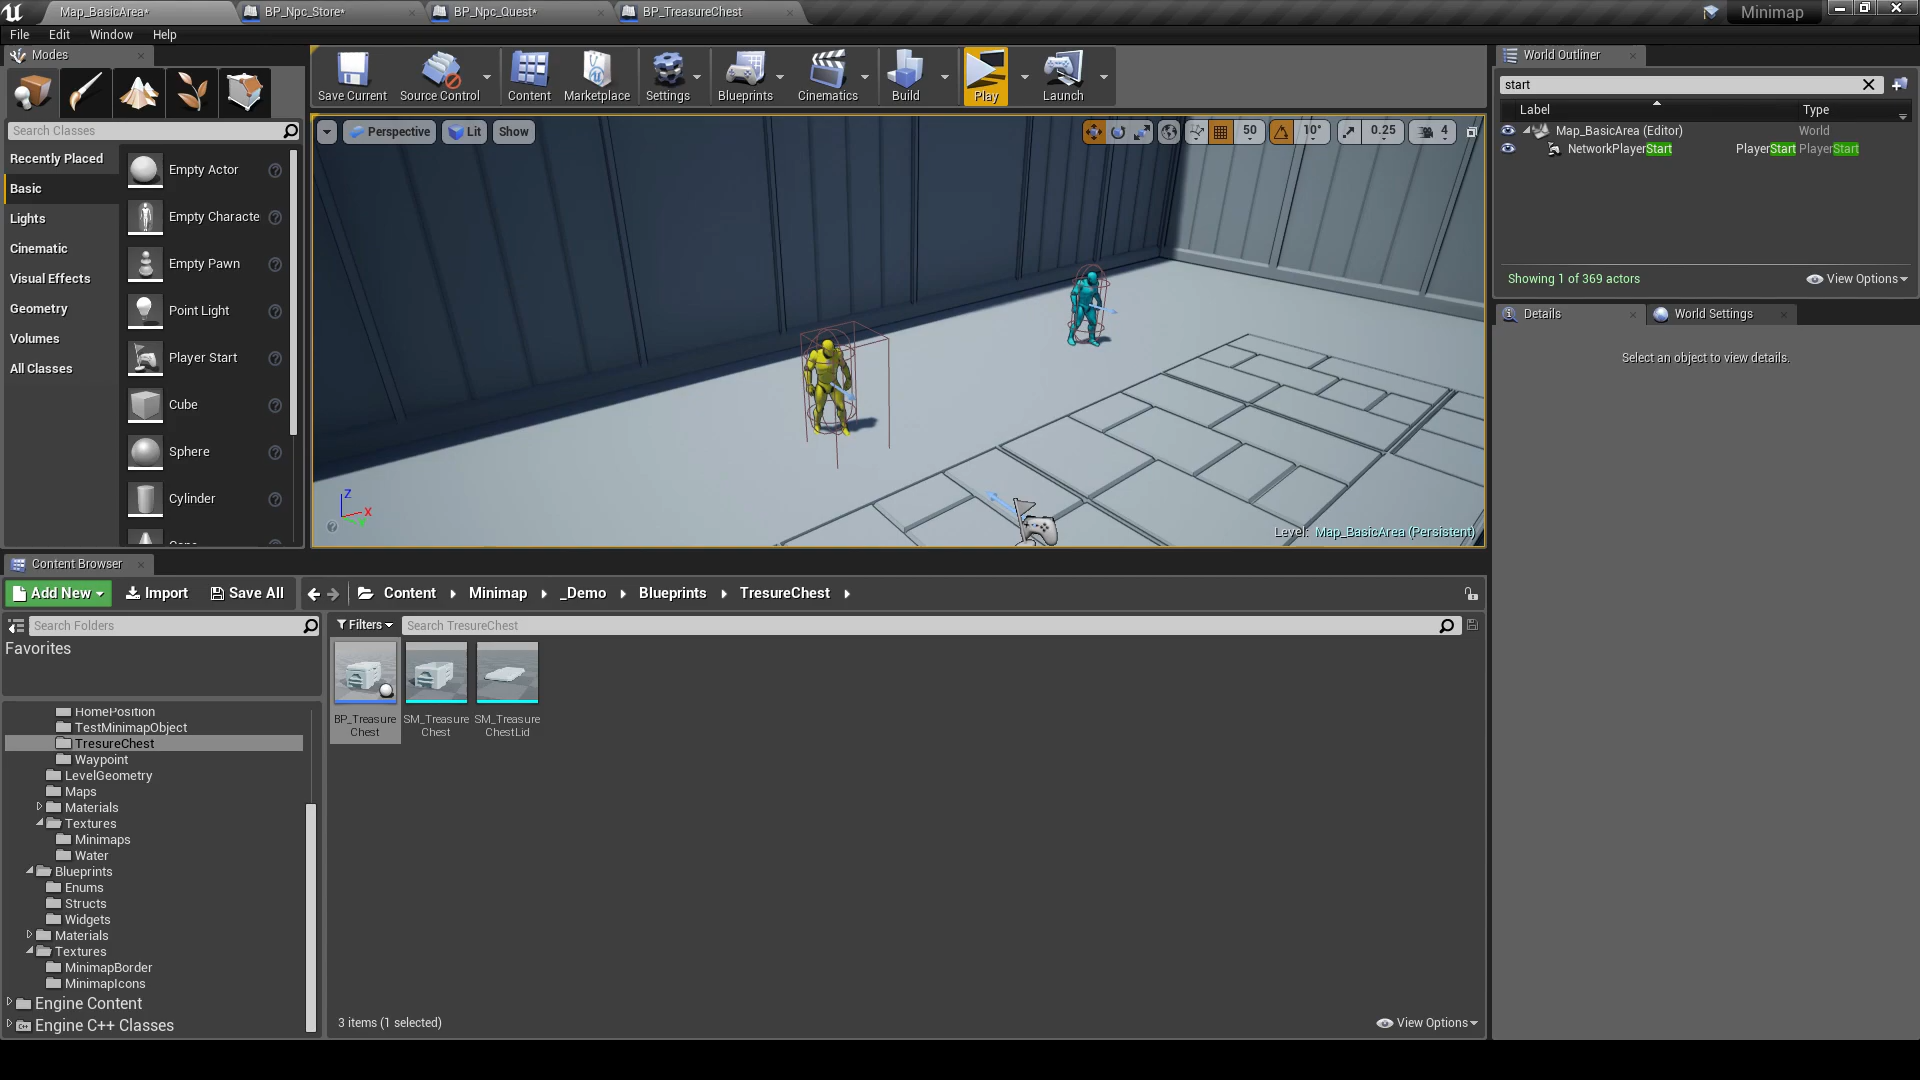 Map_BasicArea*
BP_Npc_Store*
BP_Npc_Quest*
BP_TreasureChest
Minimap
File
Edit
Window
Help
Modes
Save Current
Source Control
Content
Marketplace
Settings
Blueprints
Cinematics
Build
Play
Launch
Search Classes
Recently Placed
Basic
Lights
Cinematic
Visual Effects
Geometry
Volumes
All Classes
Empty Actor
Empty Characte
Empty Pawn
Point Light
Player Start
Cube
Sphere
Cylinder
Perspective
Lit
Show
50
10°
0.25
4
Z
X
Level: Map_BasicArea (Persistent)
World Outliner
start
Label
Type
Map_BasicArea (Editor)
World
NetworkPlayerStart
PlayerStart PlayerStart
Showing 1 of 369 actors
View Options
Details
World Settings
Select an object to view details.
Content Browser
Add New
Import
Save All
Content
Minimap
_Demo
Blueprints
TresureChest
Search Folders
Favorites
HomePosition
TestMinimapObject
TresureChest
Waypoint
LevelGeometry
Maps
Materials
Textures
Minimaps
Water
Blueprints
Enums
Structs
Widgets
Materials
Textures
MinimapBorder
MinimapIcons
Engine Content
Engine C++ Classes
Filters
Search TresureChest
BP_Treasure
Chest
SM_Treasure
Chest
SM_Treasure
ChestLid
3 items (1 selected)
View Options